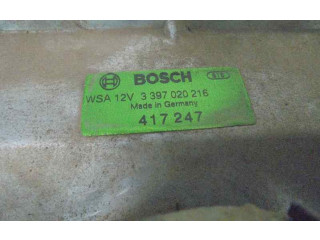 BOSCH
WSA 12V 3 397 020 216
Made in Germany
417 247